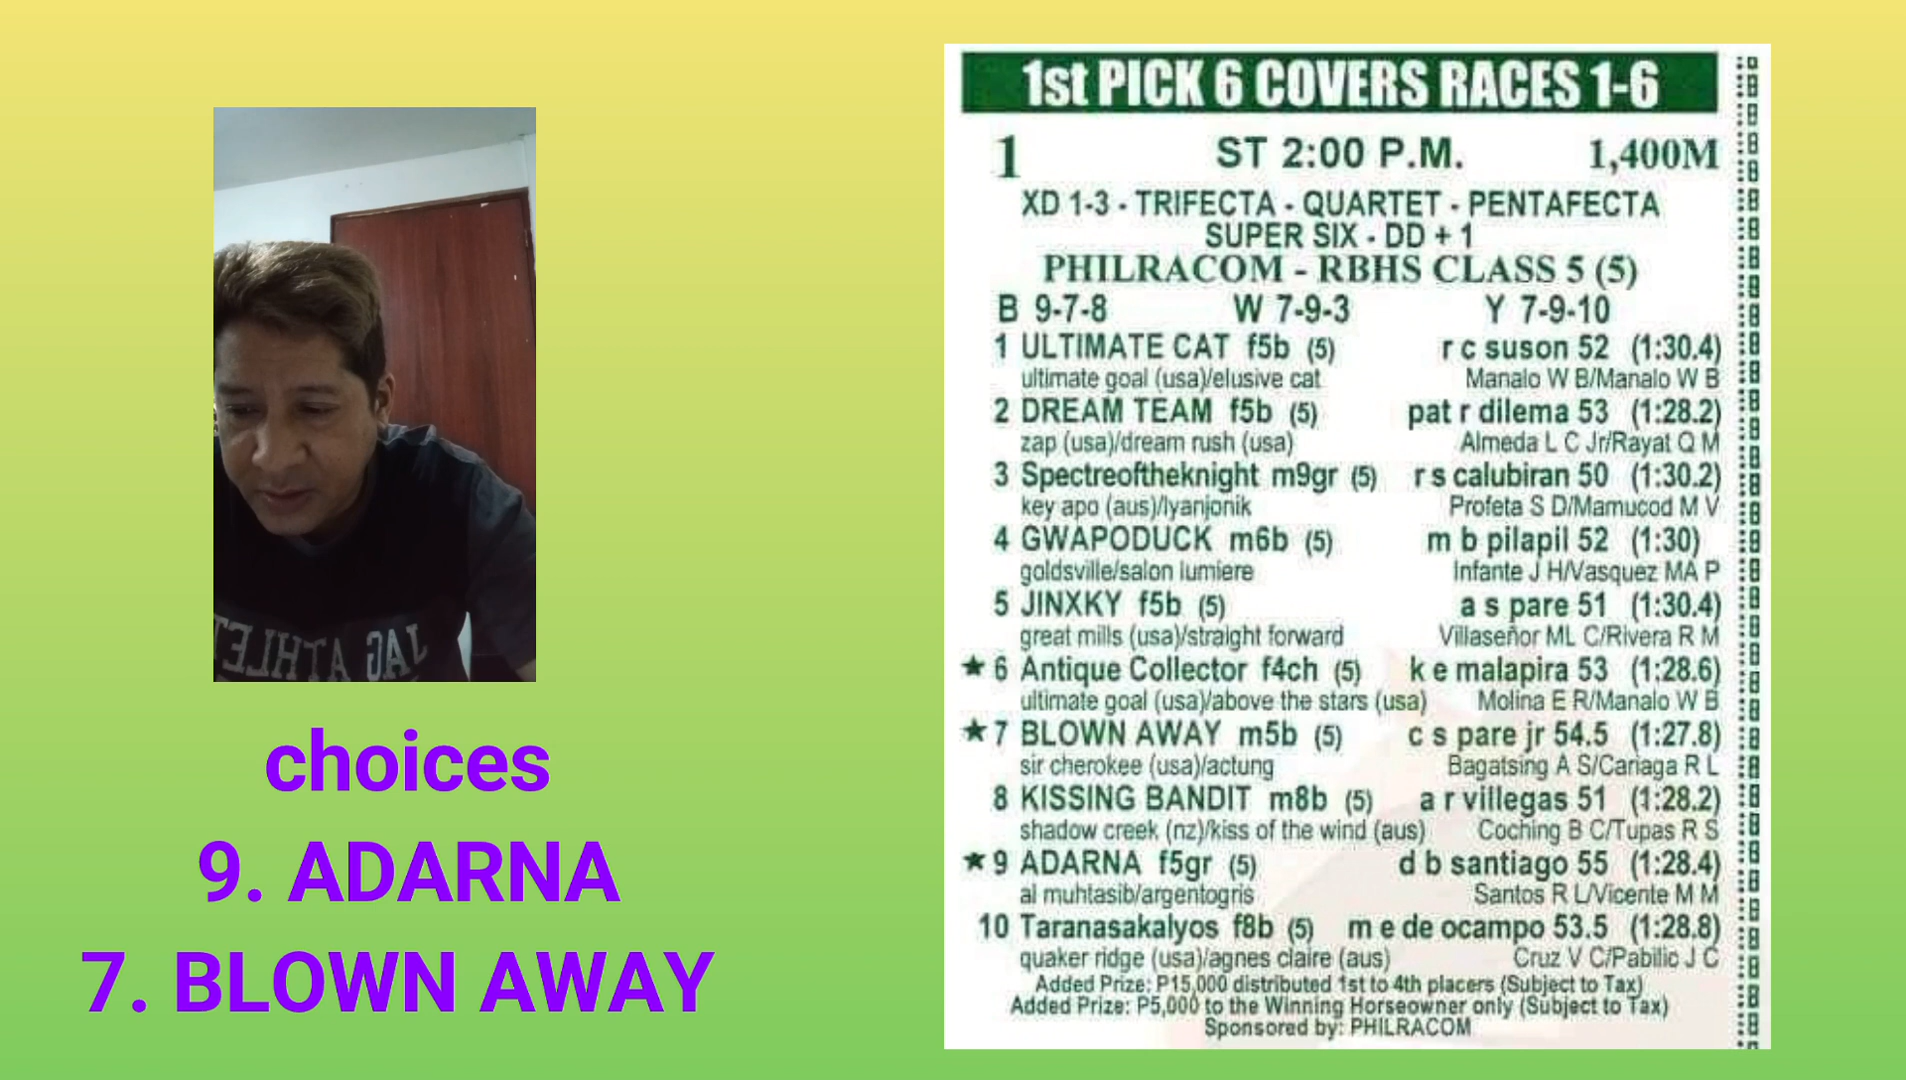 1st PICK 6 COVERS RACES 1-6
1 ST 2:00 P.M. 1,400M
XD 1-3 - TRIFECTA - QUARTET - PENTAFECTA
SUPER SIX - DD + 1
PHILRACOM - RBHS CLASS 5 (5)
B 9-7-8 W 7-9-3 Y 7-9-10
1 ULTIMATE CAT f5b (5) r c suson 52 (1:30.4)
ultimate goal (usa)/elusive cat Manalo W B/Manalo W B
2 DREAM TEAM f5b (5) pat r dilema 53 (1:28.2)
zap (usa)/dream rush (usa) Almeda L C Jr/Rayat Q M
3 Spectreoftheknight m9gr (5) r s calubiran 50 (1:30.2)
key apo (aus)/lyanjonik Profeta S D/Mamucod M V
4 GWAPODUCK m6b (5) m b pilapil 52 (1:30)
goldsville/salon lumiere Infante J H/Vasquez MA P
5 JINXKY f5b (5) a s pare 51 (1:30.4)
great mills (usa)/straight forward Villaseñor ML C/Rivera R M
★ 6 Antique Collector f4ch (5) k e malapira 53 (1:28.6)
ultimate goal (usa)/above the stars (usa) Molina E R/Manalo W B
★ 7 BLOWN AWAY m5b (5) c s pare jr 54.5 (1:27.8)
sir cherokee (usa)/actung Bagatsing A S/Cariaga R L
8 KISSING BANDIT m8b (5) a r villegas 51 (1:28.2)
shadow creek (nz)/kiss of the wind (aus) Coching B C/Tupas R S
★ 9 ADARNA f5gr (5) d b santiago 55 (1:28.4)
al muhtasib/argentogris Santos R L/Vicente M M
10 Taranasakalyos f8b (5) m e de ocampo 53.5 (1:28.8)
quaker ridge (usa)/agnes claire (aus) Cruz V C/Pabilic J C
Added Prize: P15,000 distributed 1st to 4th placers (Subject to Tax)
Added Prize: P5,000 to the Winning Horseowner only (Subject to Tax)
Sponsored by: PHILRACOM
JAG ATHLET
choices
9. ADARNA
7. BLOWN AWAY